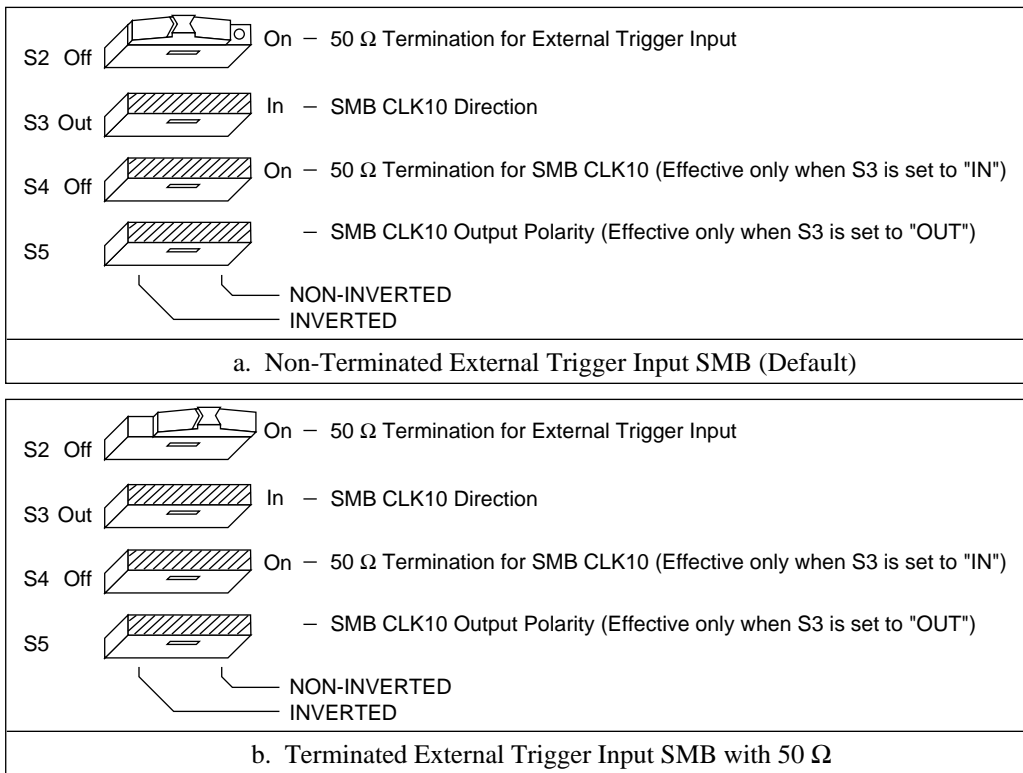 S2 Off On – 50 Ω Termination for External Trigger Input
S3 Out In – SMB CLK10 Direction
S4 Off On – 50 Ω Termination for SMB CLK10 (Effective only when S3 is set to "IN")
S5 – SMB CLK10 Output Polarity (Effective only when S3 is set to "OUT")
NON-INVERTED
INVERTED
a. Non-Terminated External Trigger Input SMB (Default)
S2 Off On – 50 Ω Termination for External Trigger Input
S3 Out In – SMB CLK10 Direction
S4 Off On – 50 Ω Termination for SMB CLK10 (Effective only when S3 is set to "IN")
S5 – SMB CLK10 Output Polarity (Effective only when S3 is set to "OUT")
NON-INVERTED
INVERTED
b. Terminated External Trigger Input SMB with 50 Ω